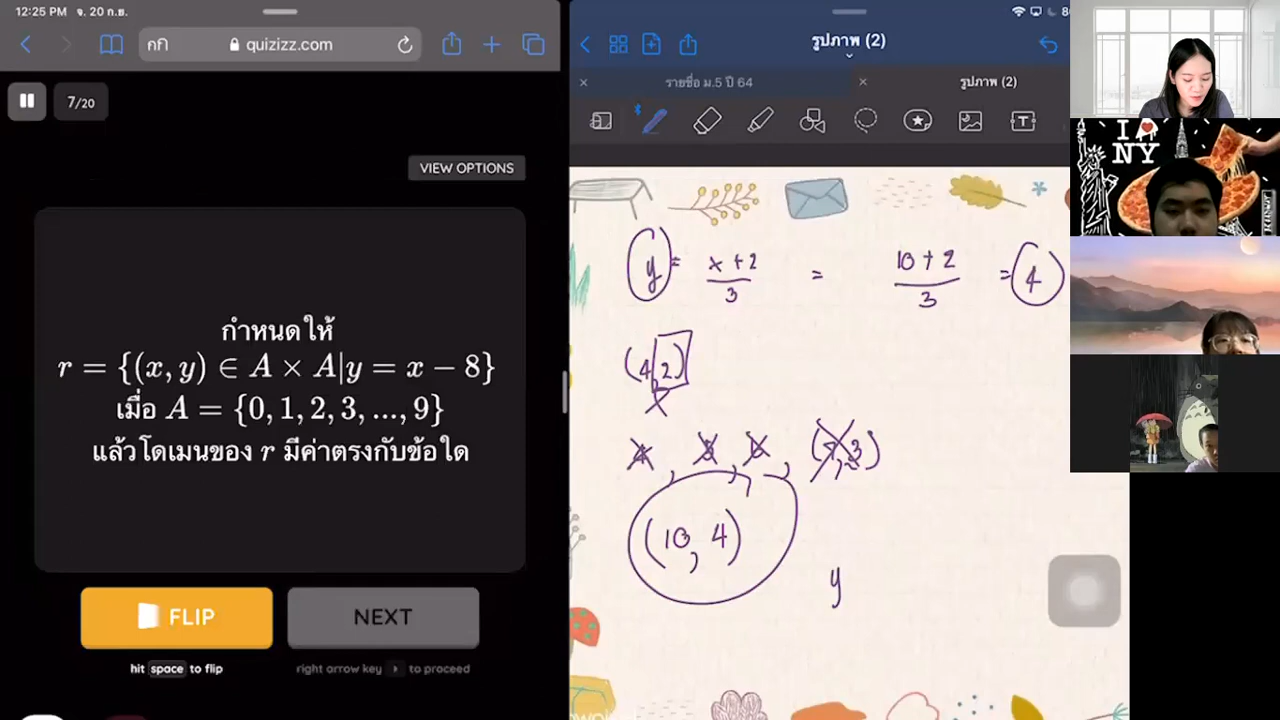 12:25 PM จ. 20 ก.ย.
quizizz.com
7/20
VIEW OPTIONS
กำหนดให้
r = {(x, y) ∈ A × A|y = x − 8}
เมื่อ A = {0, 1, 2, 3, ..., 9}
แล้วโดเมนของ r มีค่าตรงกับข้อใด
FLIP
NEXT
hit space to flip
right arrow key to proceed
รูปภาพ (2)
รายชื่อ ม.5 ปี 64
รูปภาพ (2)
y = x + 2 / 3 = 10 + 2 / 3 = 4
(4, 2)
(10, 4)
y
I NY